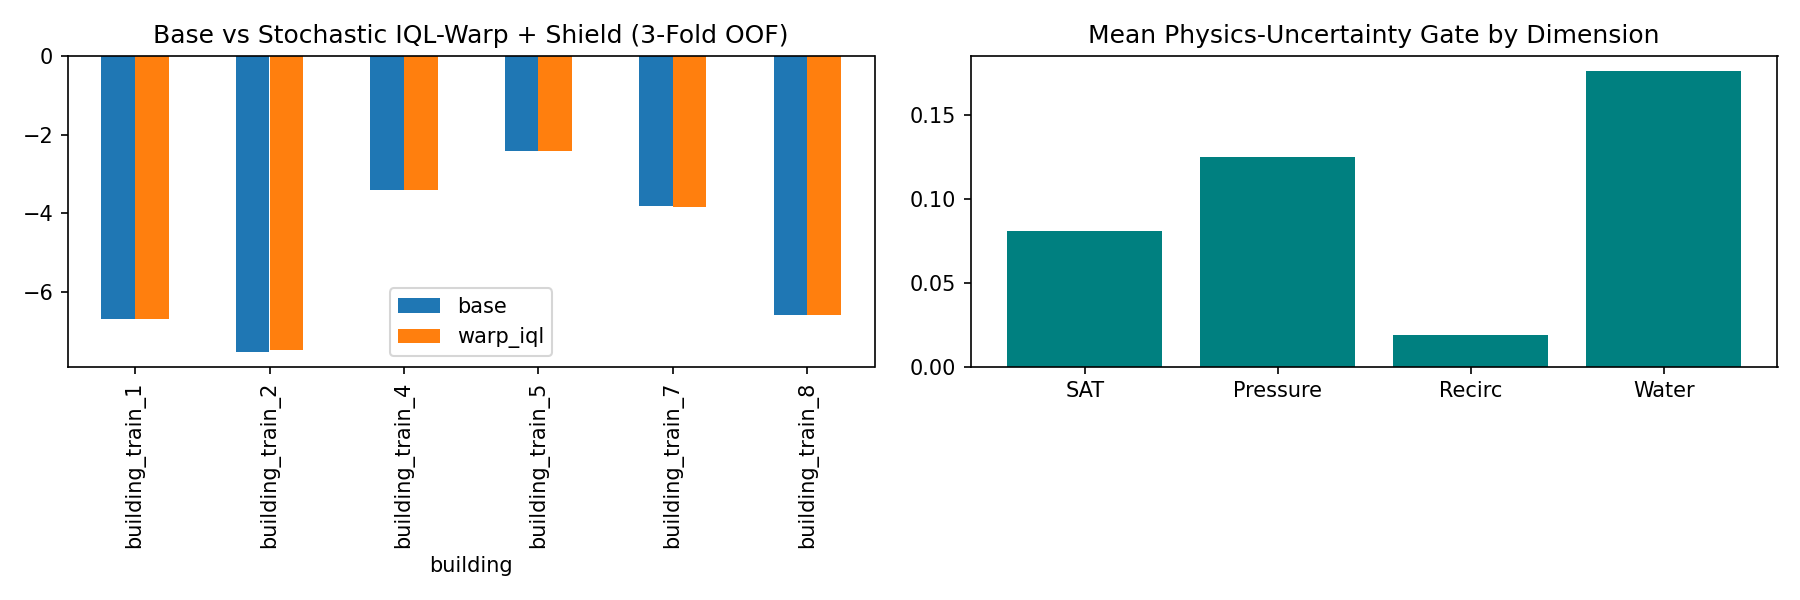 Base vs Stochastic IQL-Warp + Shield (3-Fold OOF)
0
−2
−4
−6
base
warp_iql
building_train_1
building_train_2
building_train_4
building_train_5
building_train_7
building_train_8
building
Mean Physics-Uncertainty Gate by Dimension
0.15
0.10
0.05
0.00
SAT
Pressure
Recirc
Water